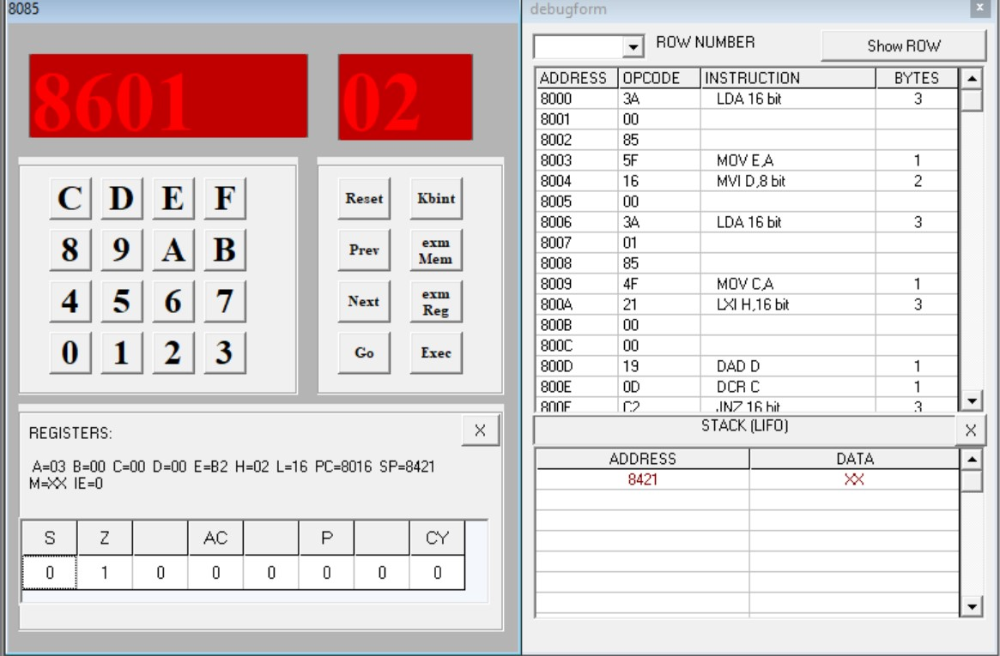 8085
8601 02
C D E F
8 9 A B
4 5 6 7
0 1 2 3
Reset Kbint
Prev exm Mem
Next exm Reg
Go Exec
REGISTERS: X
A=03 B=00 C=00 D=00 E=B2 H=02 L=16 PC=8016 SP=8421
M=XX IE=0
S Z AC P CY
0 1 0 0 0 0 0 0
debugform x
ROW NUMBER Show ROW
ADDRESS OPCODE INSTRUCTION BYTES
8000 3A LDA 16 bit 3
8001 00
8002 85
8003 5F MOV E,A 1
8004 16 MVI D,8 bit 2
8005 00
8006 3A LDA 16 bit 3
8007 01
8008 85
8009 4F MOV C,A 1
800A 21 LXI H,16 bit 3
800B 00
800C 00
800D 19 DAD D 1
800E 0D DCR C 1
800F C2 JNZ 16 bit 3
STACK (LIFO) X
ADDRESS DATA
8421 XX